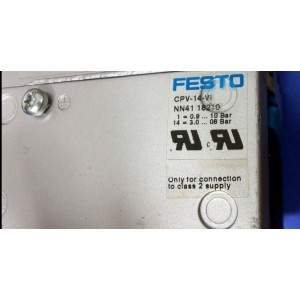 FESTO
CPV-14-VI
NN41 18210
1 = 0.9 ... 10 Bar
14 = 3.0 ... 08 Bar
Only for connection
to class 2 supply